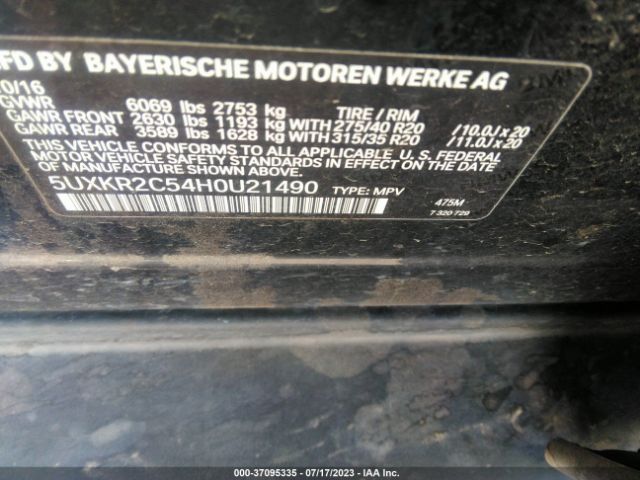 MFD BY BAYERISCHE MOTOREN WERKE AG
0/16
GVWR 6069 lbs 2753 kg TIRE / RIM
GAWR FRONT 2630 lbs 1193 kg WITH 275/40 R20 / 10.0J x 20
GAWR REAR 3589 lbs 1628 kg WITH 315/35 R20 / 11.0J x 20
THIS VEHICLE CONFORMS TO ALL APPLICABLE U.S. FEDERAL
MOTOR VEHICLE SAFETY STANDARDS IN EFFECT ON THE DATE OF
MANUFACTURE SHOWN ABOVE.
5UXKR2C54H0U21490 TYPE: MPV 475M
7 320 729
000-37095335 - 07/17/2023 - IAA Inc.